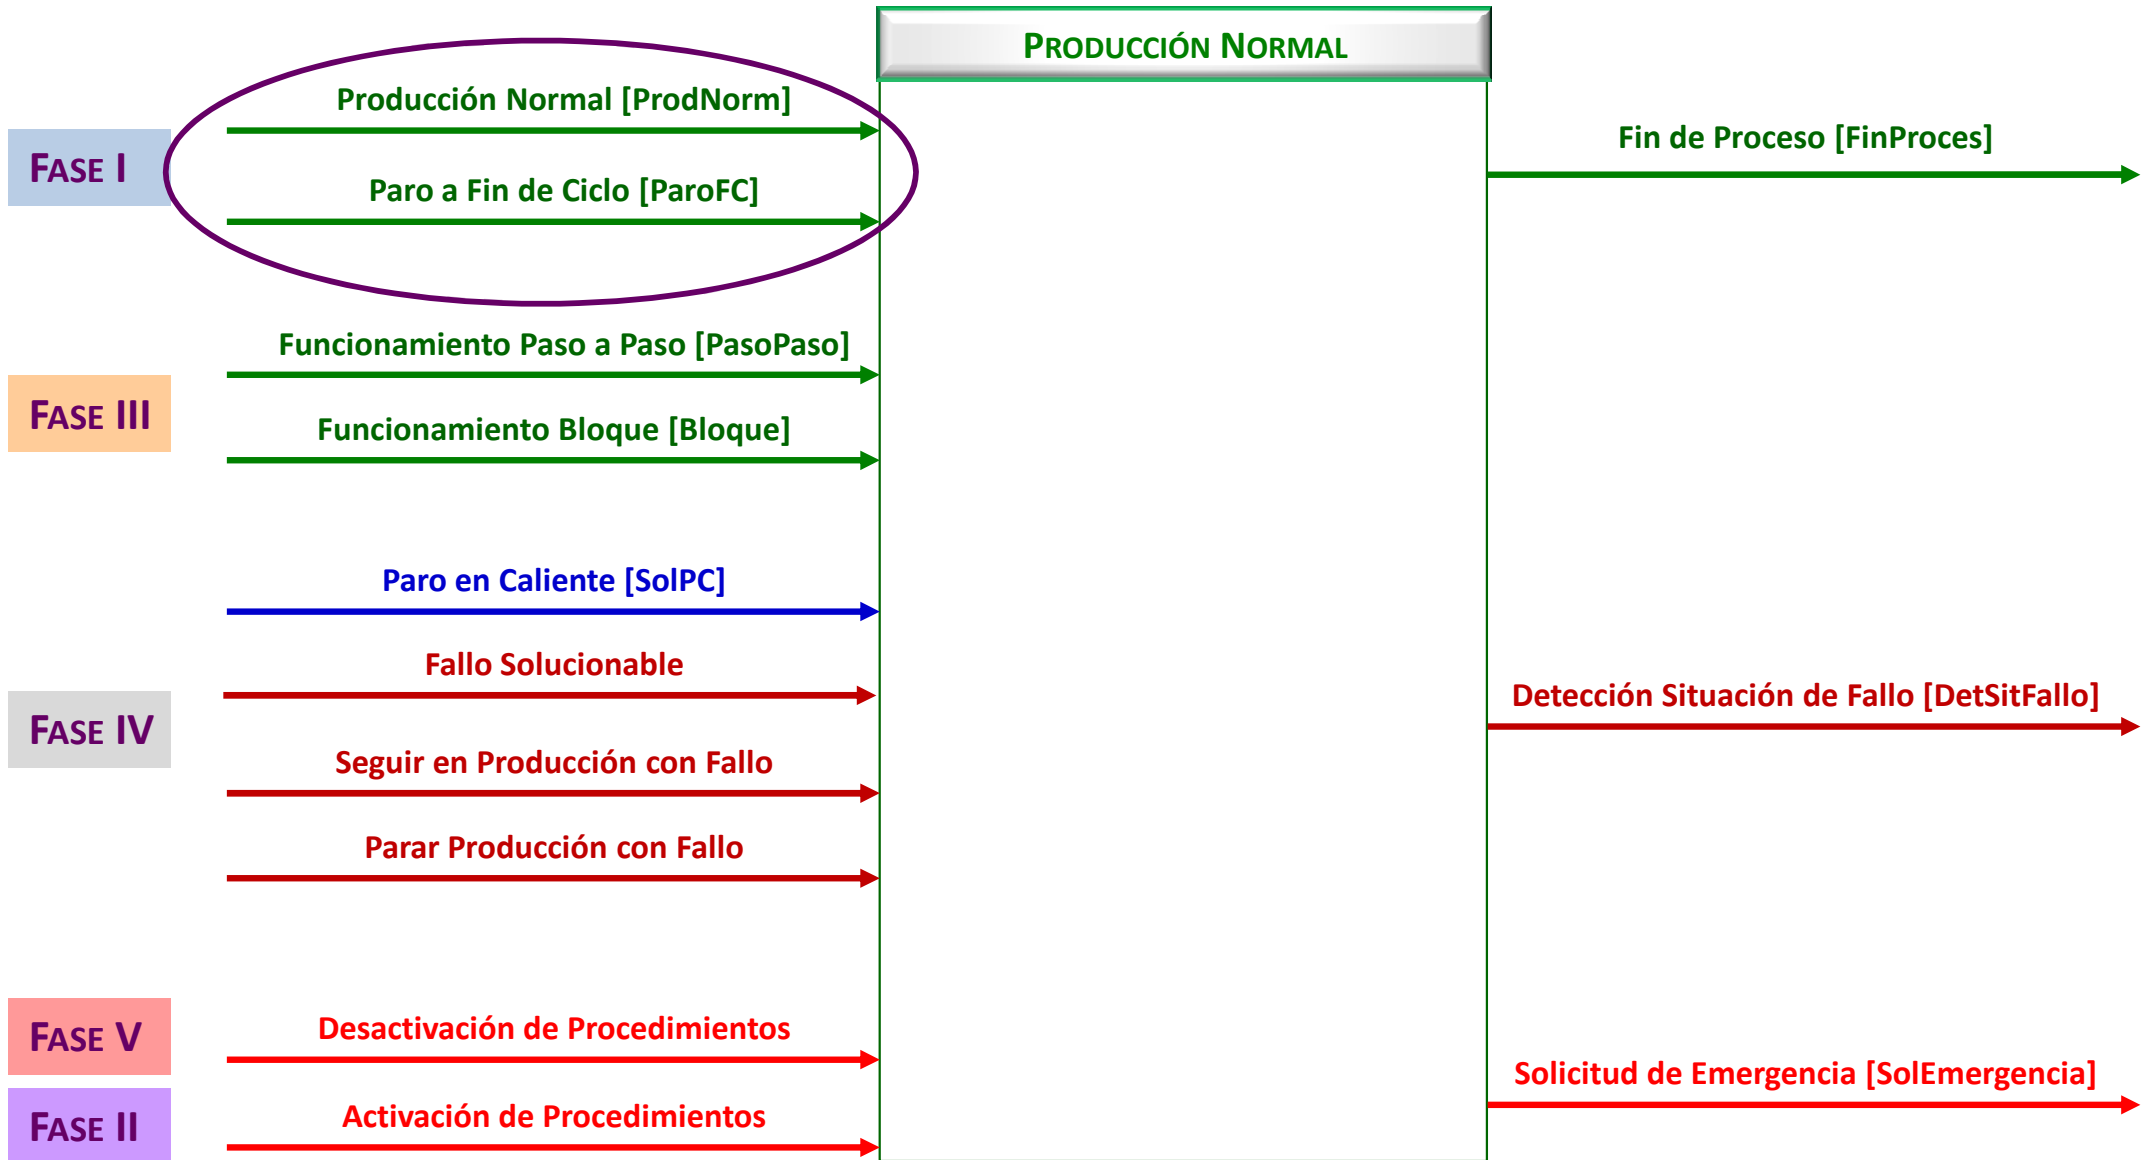 PRODUCCIÓN NORMAL
Producción Normal [ProdNorm]
Fin de Proceso [FinProces]
FASE I
Paro a Fin de Ciclo [ParoFC]
Funcionamiento Paso a Paso [PasoPaso]
FASE III
Funcionamiento Bloque [Bloque]
Paro en Caliente [SolPC]
Fallo Solucionable
Detección Situación de Fallo [DetSitFallo]
FASE IV
Seguir en Producción con Fallo
Parar Producción con Fallo
FASE V
Desactivación de Procedimientos
Solicitud de Emergencia [SolEmergencia]
FASE II
Activación de Procedimientos